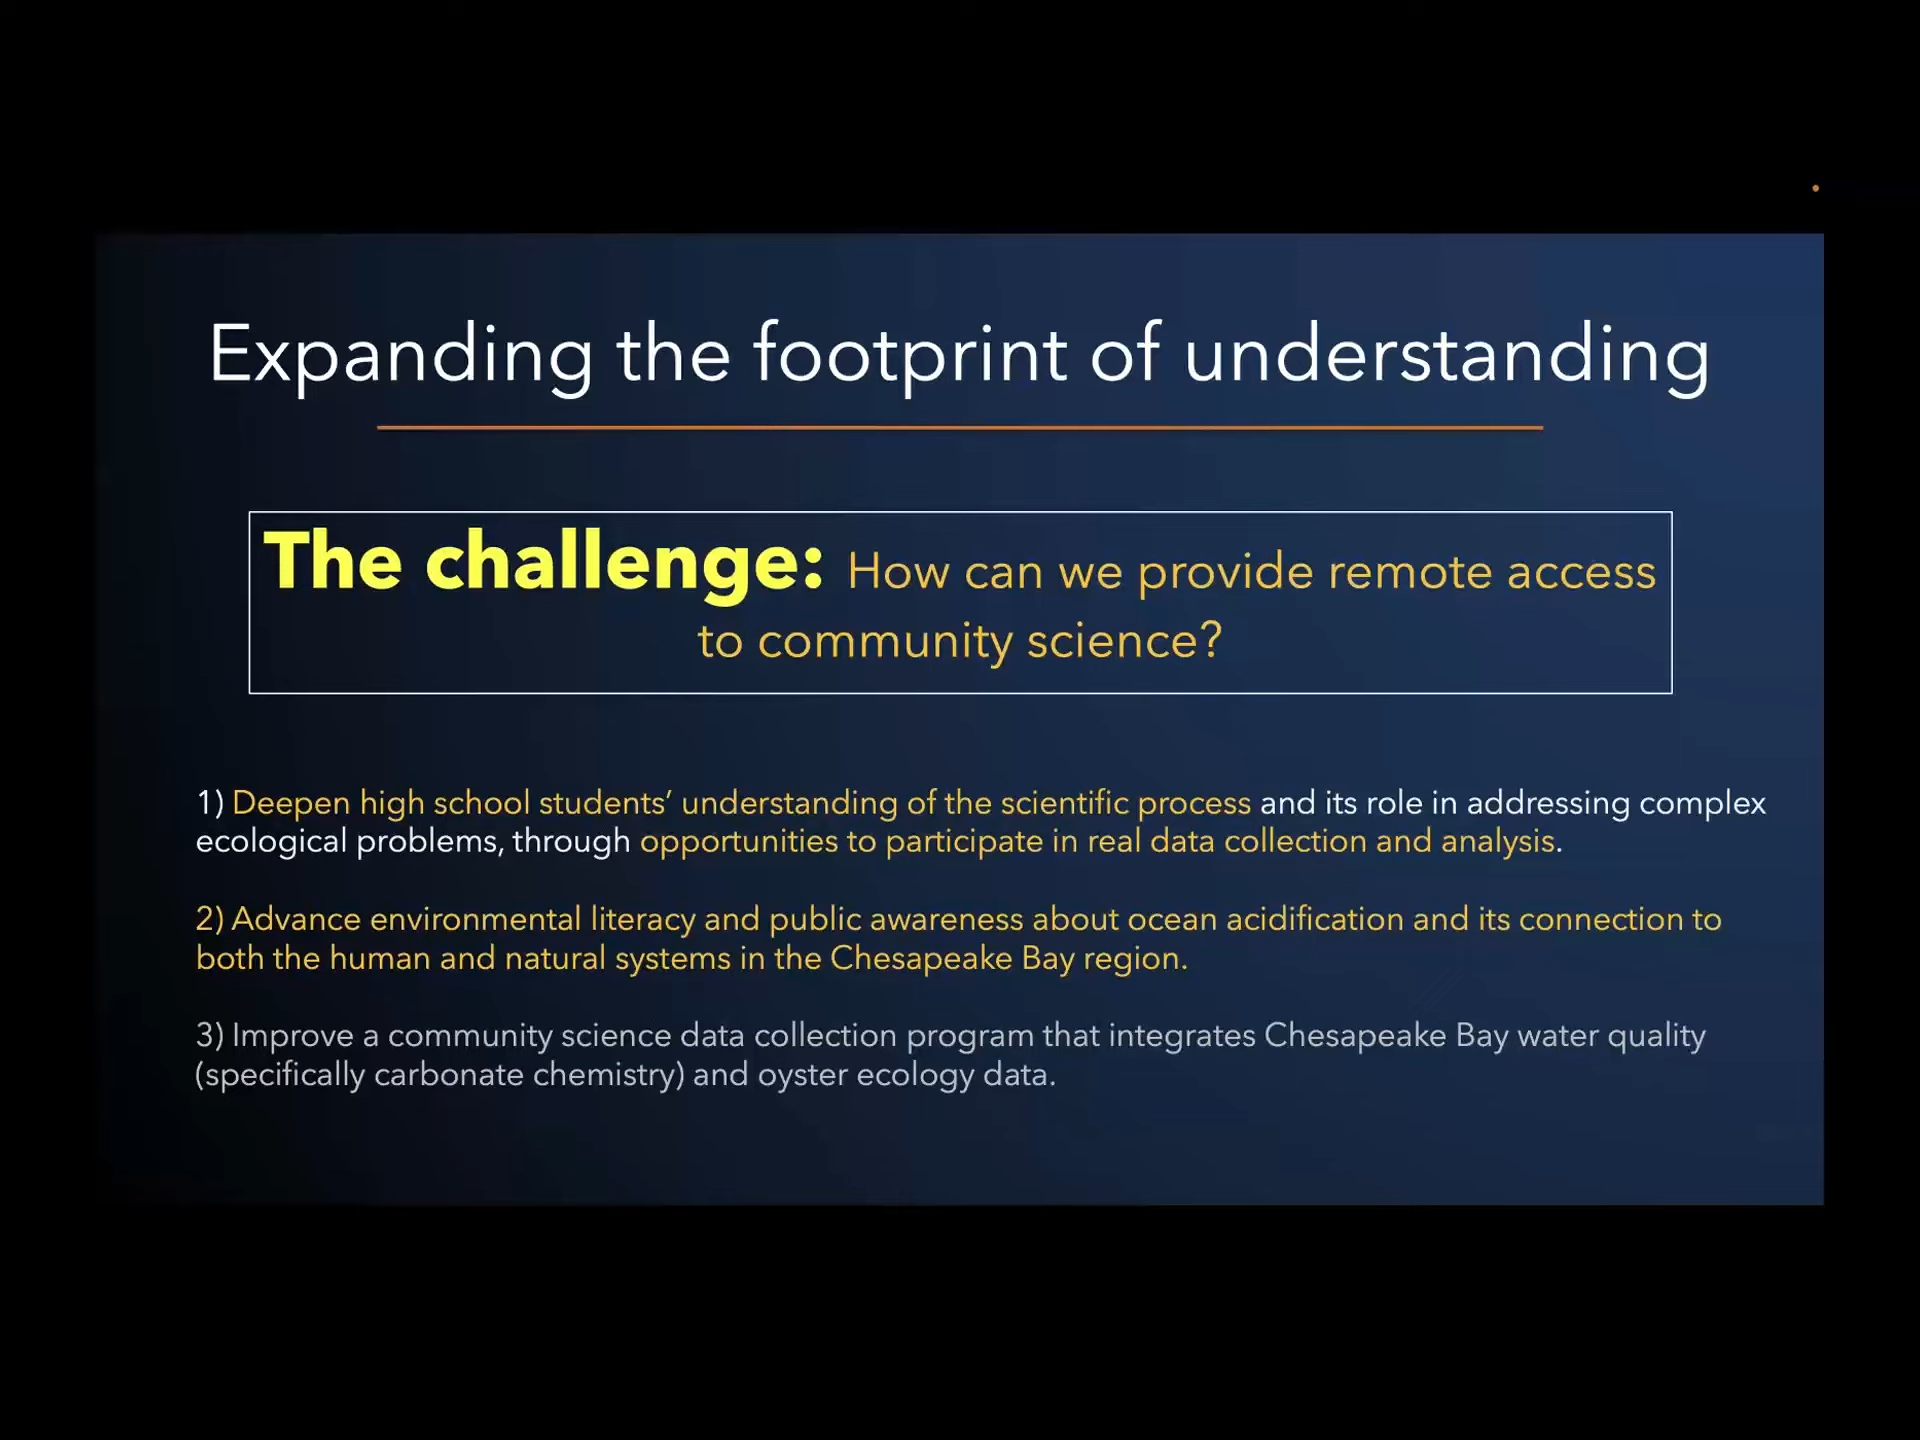 Expanding the footprint of understanding
The challenge: How can we provide remote access
to community science?
1) Deepen high school students’ understanding of the scientific process and its role in addressing complex
ecological problems, through opportunities to participate in real data collection and analysis.
2) Advance environmental literacy and public awareness about ocean acidification and its connection to
both the human and natural systems in the Chesapeake Bay region.
3) Improve a community science data collection program that integrates Chesapeake Bay water quality
(specifically carbonate chemistry) and oyster ecology data.